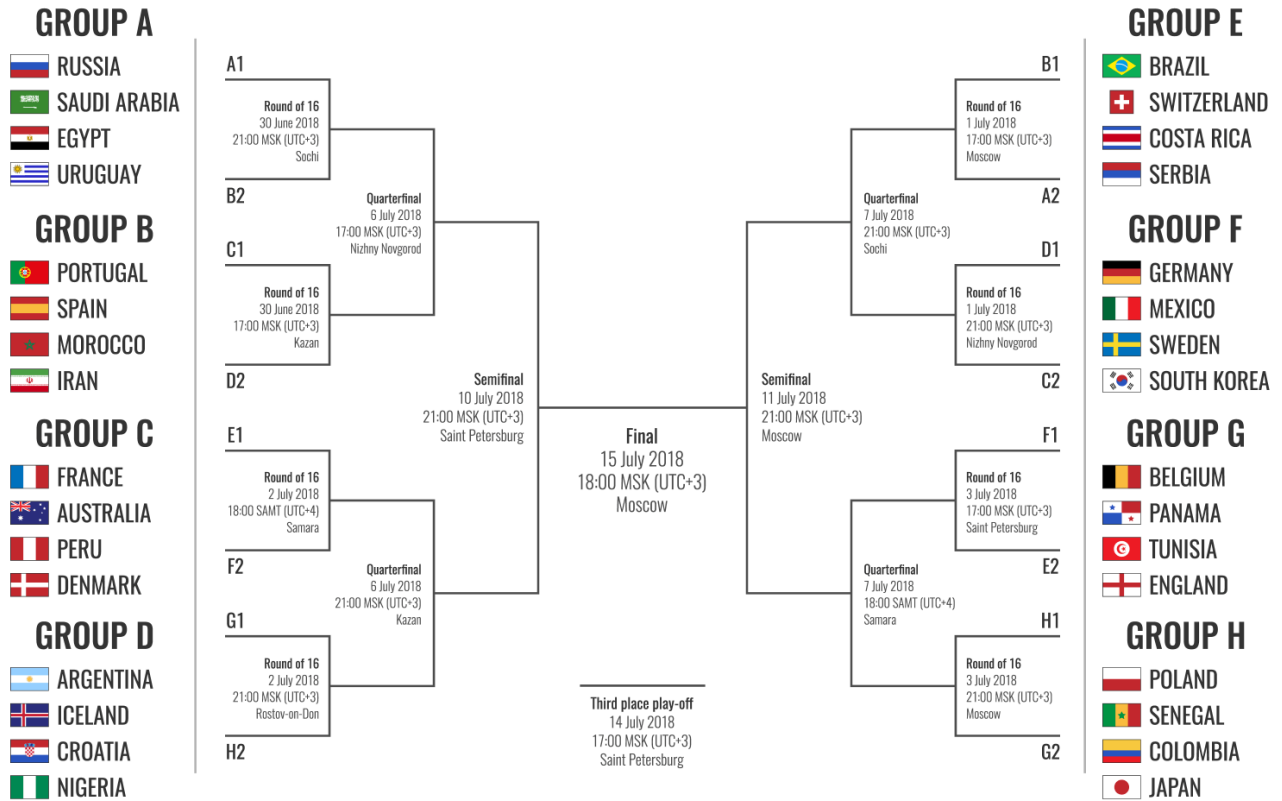 GROUP A
RUSSIA
SAUDI ARABIA
EGYPT
URUGUAY
GROUP B
PORTUGAL
SPAIN
MOROCCO
IRAN
GROUP C
FRANCE
AUSTRALIA
PERU
DENMARK
GROUP D
ARGENTINA
ICELAND
CROATIA
NIGERIA
A1
Round of 16
30 June 2018
21:00 MSK (UTC+3)
Sochi
B2
C1
Round of 16
30 June 2018
17:00 MSK (UTC+3)
Kazan
D2
E1
Round of 16
2 July 2018
18:00 SAMT (UTC+4)
Samara
F2
G1
Round of 16
2 July 2018
21:00 MSK (UTC+3)
Rostov-on-Don
H2
Quarterfinal
6 July 2018
17:00 MSK (UTC+3)
Nizhny Novgorod
Quarterfinal
6 July 2018
21:00 MSK (UTC+3)
Kazan
Semifinal
10 July 2018
21:00 MSK (UTC+3)
Saint Petersburg
Final
15 July 2018
18:00 MSK (UTC+3)
Moscow
Third place play-off
14 July 2018
17:00 MSK (UTC+3)
Saint Petersburg
Semifinal
11 July 2018
21:00 MSK (UTC+3)
Moscow
Quarterfinal
7 July 2018
21:00 MSK (UTC+3)
Sochi
Quarterfinal
7 July 2018
18:00 SAMT (UTC+4)
Samara
B1
Round of 16
1 July 2018
17:00 MSK (UTC+3)
Moscow
A2
D1
Round of 16
1 July 2018
21:00 MSK (UTC+3)
Nizhny Novgorod
C2
F1
Round of 16
3 July 2018
17:00 MSK (UTC+3)
Saint Petersburg
E2
H1
Round of 16
3 July 2018
21:00 MSK (UTC+3)
Moscow
G2
GROUP E
BRAZIL
SWITZERLAND
COSTA RICA
SERBIA
GROUP F
GERMANY
MEXICO
SWEDEN
SOUTH KOREA
GROUP G
BELGIUM
PANAMA
TUNISIA
ENGLAND
GROUP H
POLAND
SENEGAL
COLOMBIA
JAPAN